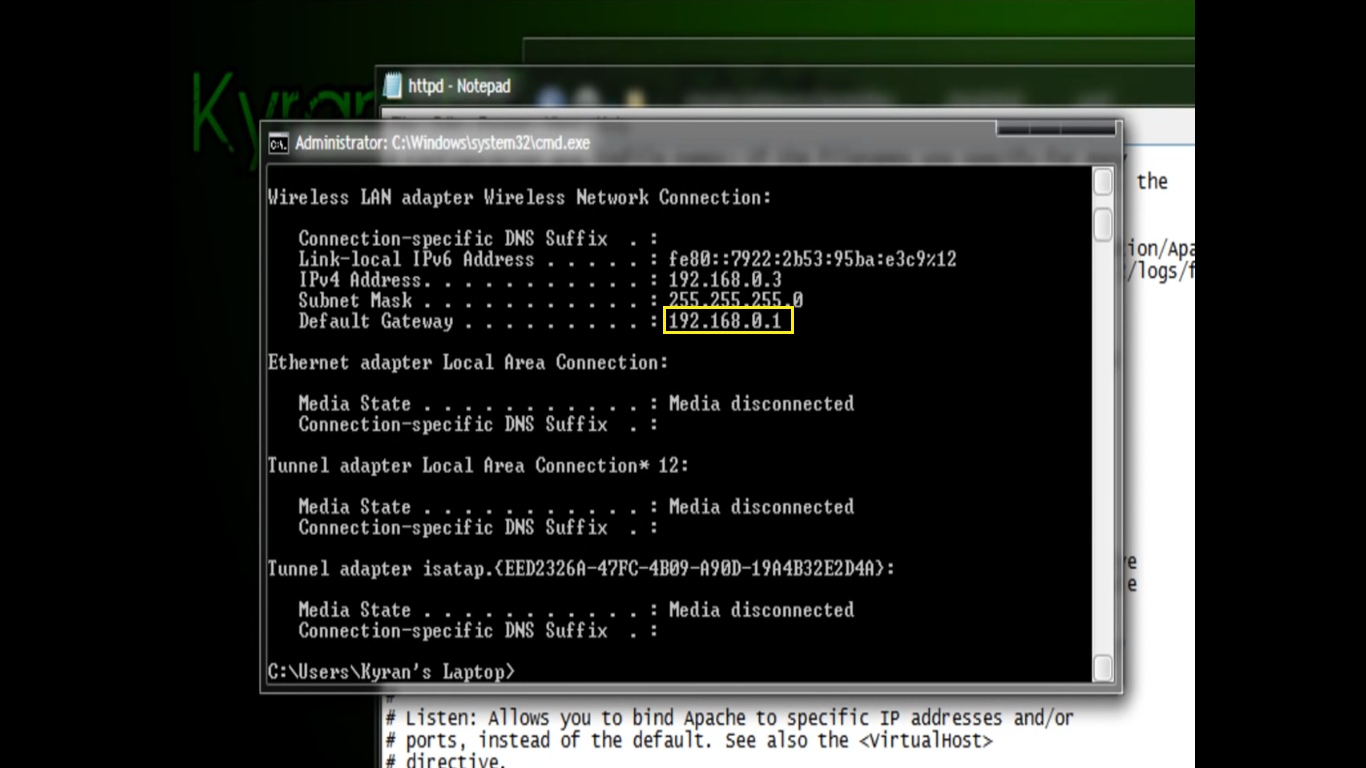 Kyran
httpd - Notepad
Administrator: C:\Windows\system32\cmd.exe
the
Wireless LAN adapter Wireless Network Connection:
Connection-specific DNS Suffix . :
ion/Apa
Link-local IPv6 Address . . . . . : fe80::7922:2b53:95ba:e3c9%12
/logs/f
IPv4 Address. . . . . . . . . . . : 192.168.0.3
Subnet Mask . . . . . . . . . . . : 255.255.255.0
Default Gateway . . . . . . . . . : 192.168.0.1
Ethernet adapter Local Area Connection:
Media State . . . . . . . . . . . : Media disconnected
Connection-specific DNS Suffix . :
Tunnel adapter Local Area Connection* 12:
Media State . . . . . . . . . . . : Media disconnected
Connection-specific DNS Suffix . :
Tunnel adapter isatap.{EED2326A-47FC-4B09-A90D-19A4B32E2D4A}:
Media State . . . . . . . . . . . : Media disconnected
Connection-specific DNS Suffix . :
C:\Users\Kyran's Laptop>
#
# Listen: Allows you to bind Apache to specific IP addresses and/or
# ports, instead of the default. See also the <VirtualHost>
# directive.